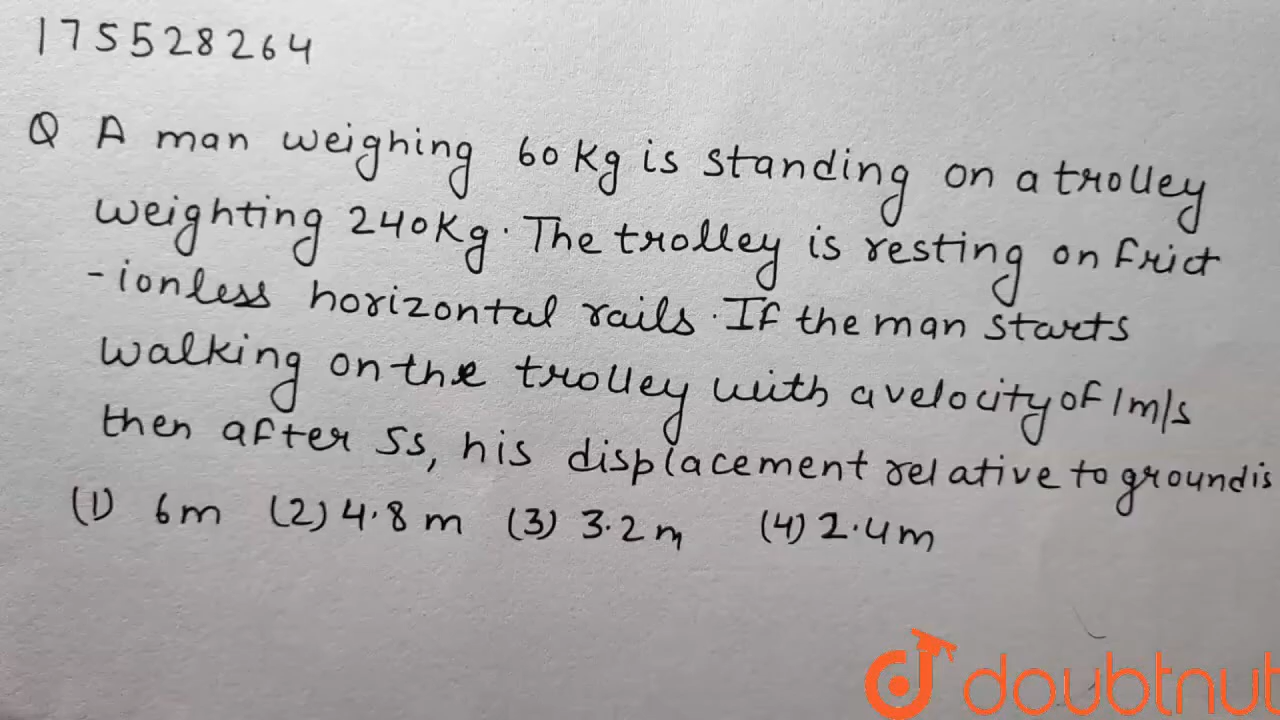 175528264
Q A man weighing 60 Kg is standing on a trolley
weighting 240Kg. The trolley is resting on frict
-ionless horizontal rails. If the man starts
walking on the trolley with a velocity of 1m/s
then after 5s, his displacement relative to ground is
(1) 6m (2) 4.8 m (3) 3.2 m (4) 2.4m
doubtnut